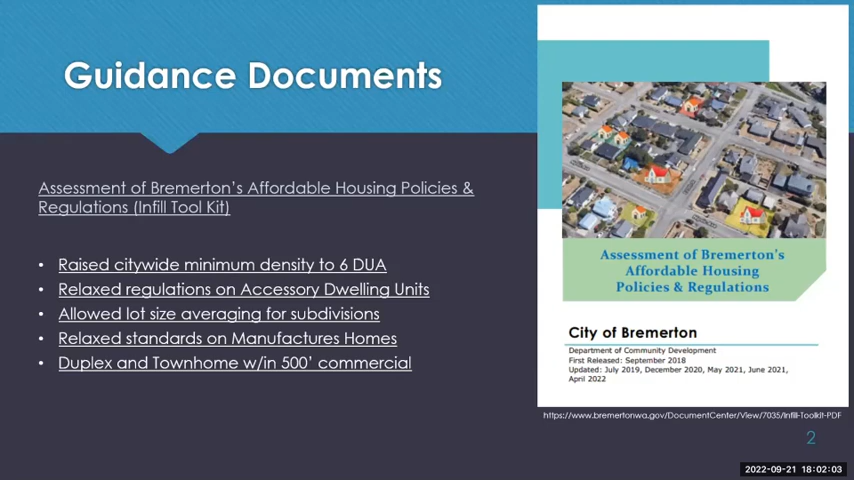 Guidance Documents
Assessment of Bremerton's Affordable Housing Policies &
Regulations (Infill Tool Kit)
• Raised citywide minimum density to 6 DUA
• Relaxed regulations on Accessory Dwelling Units
• Allowed lot size averaging for subdivisions
• Relaxed standards on Manufactures Homes
• Duplex and Townhome w/in 500' commercial
Assessment of Bremerton's
Affordable Housing
Policies & Regulations
City of Bremerton
Department of Community Development
First Released: September 2018
Updated: July 2019, December 2020, May 2021, June 2021,
April 2022
https://www.bremertonwa.gov/DocumentCenter/View/7035/Infill-Toolkit-PDF
2
2022-09-21 18:02:03